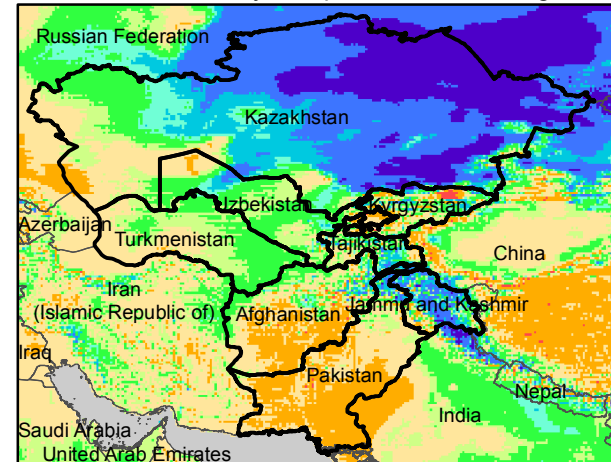 Russian Federation
Kazakhstan
Uzbekistan
Kyrgyzstan
Azerbaijan
Turkmenistan
Tajikistan
China
Iran
(Islamic Republic of)
Afghanistan
Jammu and Kashmir
Iraq
Pakistan
Nepal
India
Saudi Arabia
United Arab Emirates